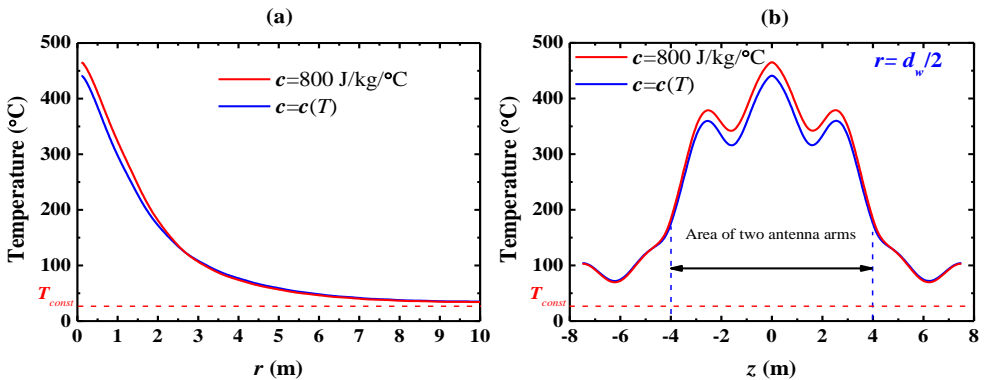 (a)
500
400
300
200
100
0
Temperature (°C)
c=800 J/kg/°C
c=c(T)
T_const
0 1 2 3 4 5 6 7 8 9 10
r (m)
(b)
500
400
300
200
100
0
Temperature (°C)
c=800 J/kg/°C
c=c(T)
r= d_w/2
Area of two antenna arms
T_const
-8 -6 -4 -2 0 2 4 6 8
z (m)